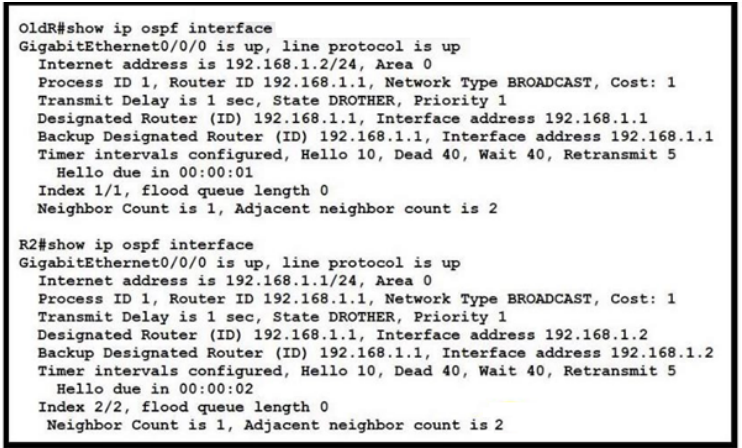 OldR#show ip ospf interface
GigabitEthernet0/0/0 is up, line protocol is up
Internet address is 192.168.1.2/24, Area 0
Process ID 1, Router ID 192.168.1.1, Network Type BROADCAST, Cost: 1
Transmit Delay is 1 sec, State DROTHER, Priority 1
Designated Router (ID) 192.168.1.1, Interface address 192.168.1.1
Backup Designated Router (ID) 192.168.1.1, Interface address 192.168.1.1
Timer intervals configured, Hello 10, Dead 40, Wait 40, Retransmit 5
Hello due in 00:00:01
Index 1/1, flood queue length 0
Neighbor Count is 1, Adjacent neighbor count is 2
R2#show ip ospf interface
GigabitEthernet0/0/0 is up, line protocol is up
Internet address is 192.168.1.1/24, Area 0
Process ID 1, Router ID 192.168.1.1, Network Type BROADCAST, Cost: 1
Transmit Delay is 1 sec, State DROTHER, Priority 1
Designated Router (ID) 192.168.1.1, Interface address 192.168.1.2
Backup Designated Router (ID) 192.168.1.1, Interface address 192.168.1.2
Timer intervals configured, Hello 10, Dead 40, Wait 40, Retransmit 5
Hello due in 00:00:02
Index 2/2, flood queue length 0
Neighbor Count is 1, Adjacent neighbor count is 2